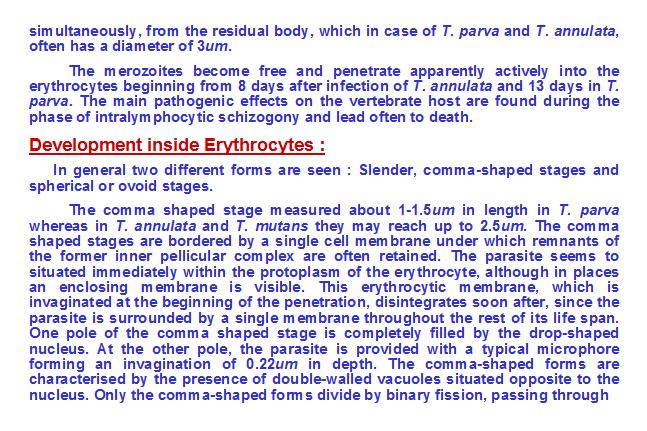 simultaneously, from the residual body, which in case of T. parva and T. annulata,
often has a diameter of 3um.
The merozoites become free and penetrate apparently actively into the
erythrocytes beginning from 8 days after infection of T. annulata and 13 days in T.
parva. The main pathogenic effects on the vertebrate host are found during the
phase of intralymphocytic schizogony and lead often to death.
Development inside Erythrocytes :
In general two different forms are seen : Slender, comma-shaped stages and
spherical or ovoid stages.
The comma shaped stage measured about 1-1.5um in length in T. parva
whereas in T. annulata and T. mutans they may reach up to 2.5um. The comma
shaped stages are bordered by a single cell membrane under which remnants of
the former inner pellicular complex are often retained. The parasite seems to
situated immediately within the protoplasm of the erythrocyte, although in places
an enclosing membrane is visible. This erythrocytic membrane, which is
invaginated at the beginning of the penetration, disintegrates soon after, since the
parasite is surrounded by a single membrane throughout the rest of its life span.
One pole of the comma shaped stage is completely filled by the drop-shaped
nucleus. At the other pole, the parasite is provided with a typical microphore
forming an invagination of 0.22um in depth. The comma-shaped forms are
characterised by the presence of double-walled vacuoles situated opposite to the
nucleus. Only the comma-shaped forms divide by binary fission, passing through